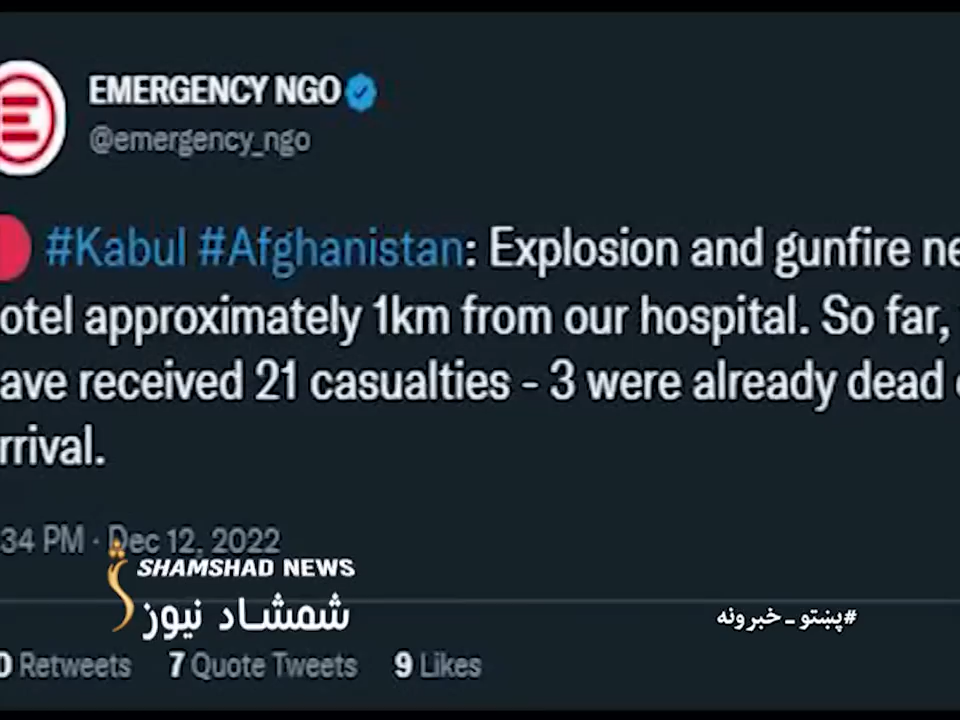 EMERGENCY NGO
@emergency_ngo
#Kabul #Afghanistan: Explosion and gunfire ne
otel approximately 1km from our hospital. So far,
ave received 21 casualties - 3 were already dead
rrival.
34 PM · Dec 12, 2022
SHAMSHAD NEWS
شمشاد نیوز
#پښتو_خبرونه
0 Retweets 7 Quote Tweets 9 Likes